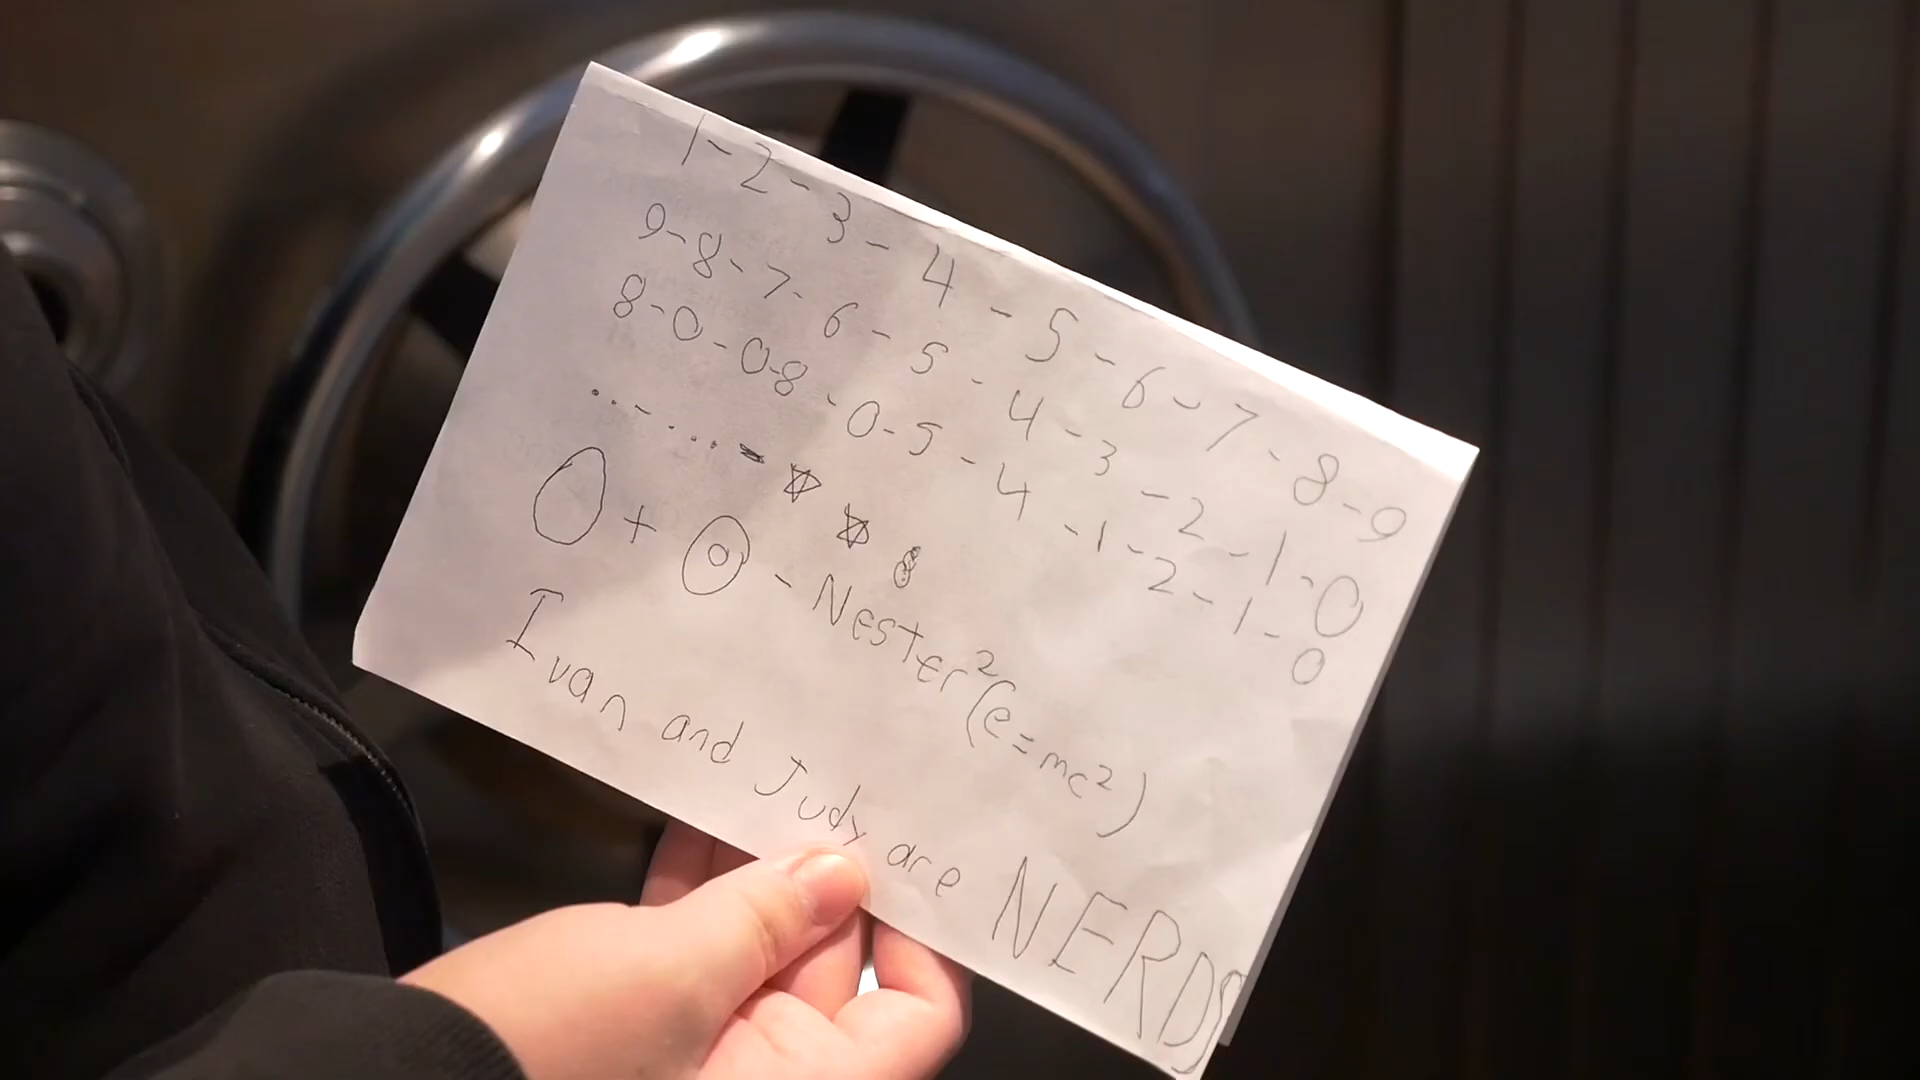 1-2-3-4-5-6-7-8-9
9-8-7-6-5-4-3-2-1-0
8-0-0-8-0-5-4-1-2-1-0
..--...-☆☆8
O+O-Nester²(e=mc²)
Ivan and Judy are NERDS